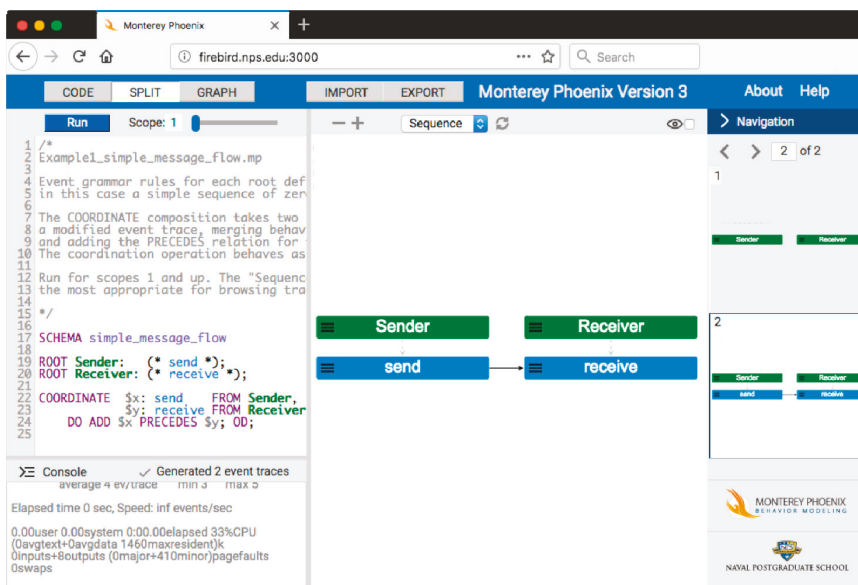 Monterey Phoenix
firebird.nps.edu:3000
Search
CODE SPLIT GRAPH IMPORT EXPORT Monterey Phoenix Version 3 About Help
Run Scope: 1 Sequence Navigation
2 of 2
1 /*
2 Example1_simple_message_flow.mp
3
4 Event grammar rules for each root def
5 in this case a simple sequence of zer
6
7 The COORDINATE composition takes two
8 a modified event trace, merging behav
9 and adding the PRECEDES relation for
10 The coordination operation behaves as
11
12 Run for scopes 1 and up. The "Sequenc
13 the most appropriate for browsing tra
14
15 */
16
17 SCHEMA simple_message_flow
18
19 ROOT Sender: (* send *);
20 ROOT Receiver: (* receive *);
21
22 COORDINATE $x: send FROM Sender,
23 $y: receive FROM Receiver
24 DO ADD $x PRECEDES $y; OD;
25
Sender Receiver
send receive
1
Sender Receiver
2
Sender Receiver
send receive
Console Generated 2 event traces
average 4 ev/trace min 3 max 5
Elapsed time 0 sec, Speed: inf events/sec
0.00user 0.00system 0:00.00elapsed 33%CPU
(0avgtext+0avgdata 1460maxresident)k
0inputs+8outputs (0major+410minor)pagefaults
0swaps
MONTEREY PHOENIX
BEHAVIOR MODELING
NAVAL POSTGRADUATE SCHOOL